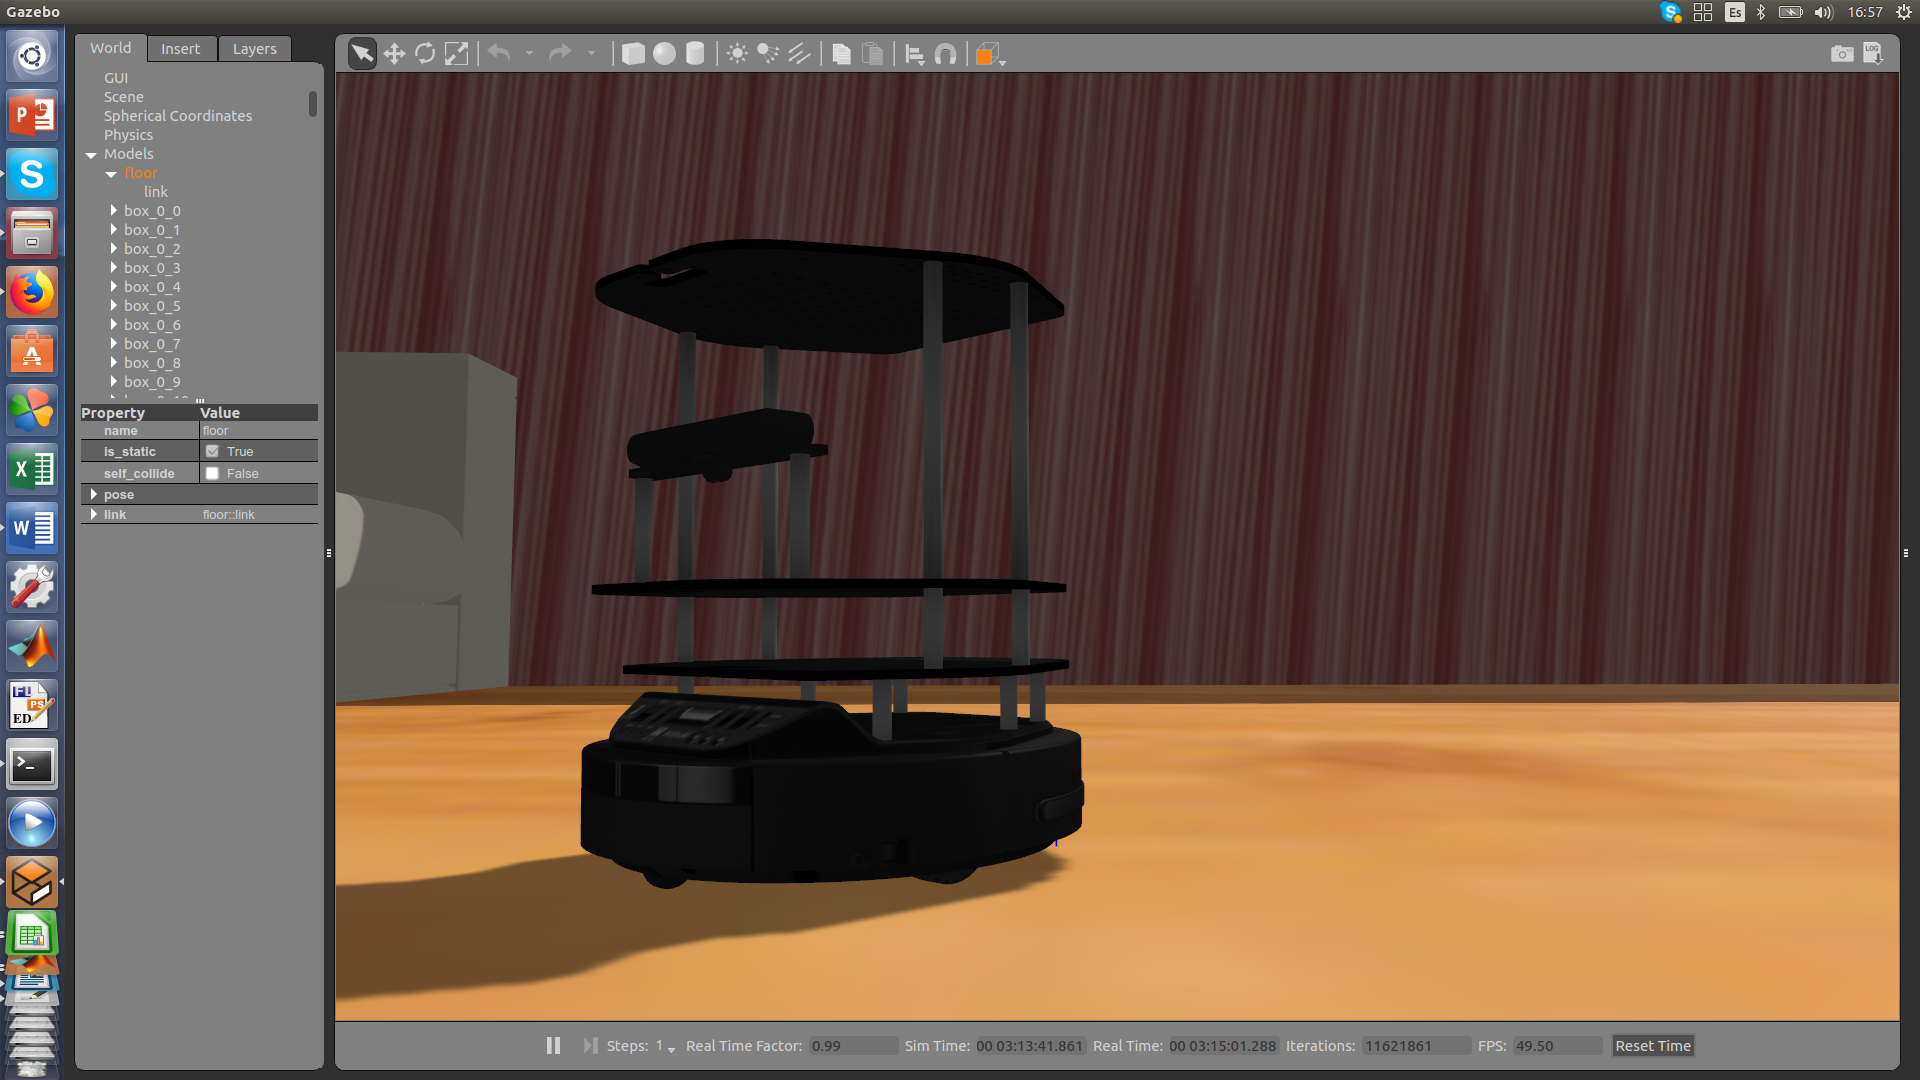 Gazebo
Es
16:57
World
Insert
Layers
LOG
GUI
Scene
Spherical Coordinates
Physics
Models
floor
link
box_0_0
box_0_1
box_0_2
box_0_3
box_0_4
box_0_5
box_0_6
box_0_7
box_0_8
box_0_9
Property Value
name floor
is_static True
self_collide False
pose
link floor::link
Steps: 1 Real Time Factor: 0.99 Sim Time: 00 03:13:41.861 Real Time: 00 03:15:01.288 Iterations: 11621861 FPS: 49.50 Reset Time